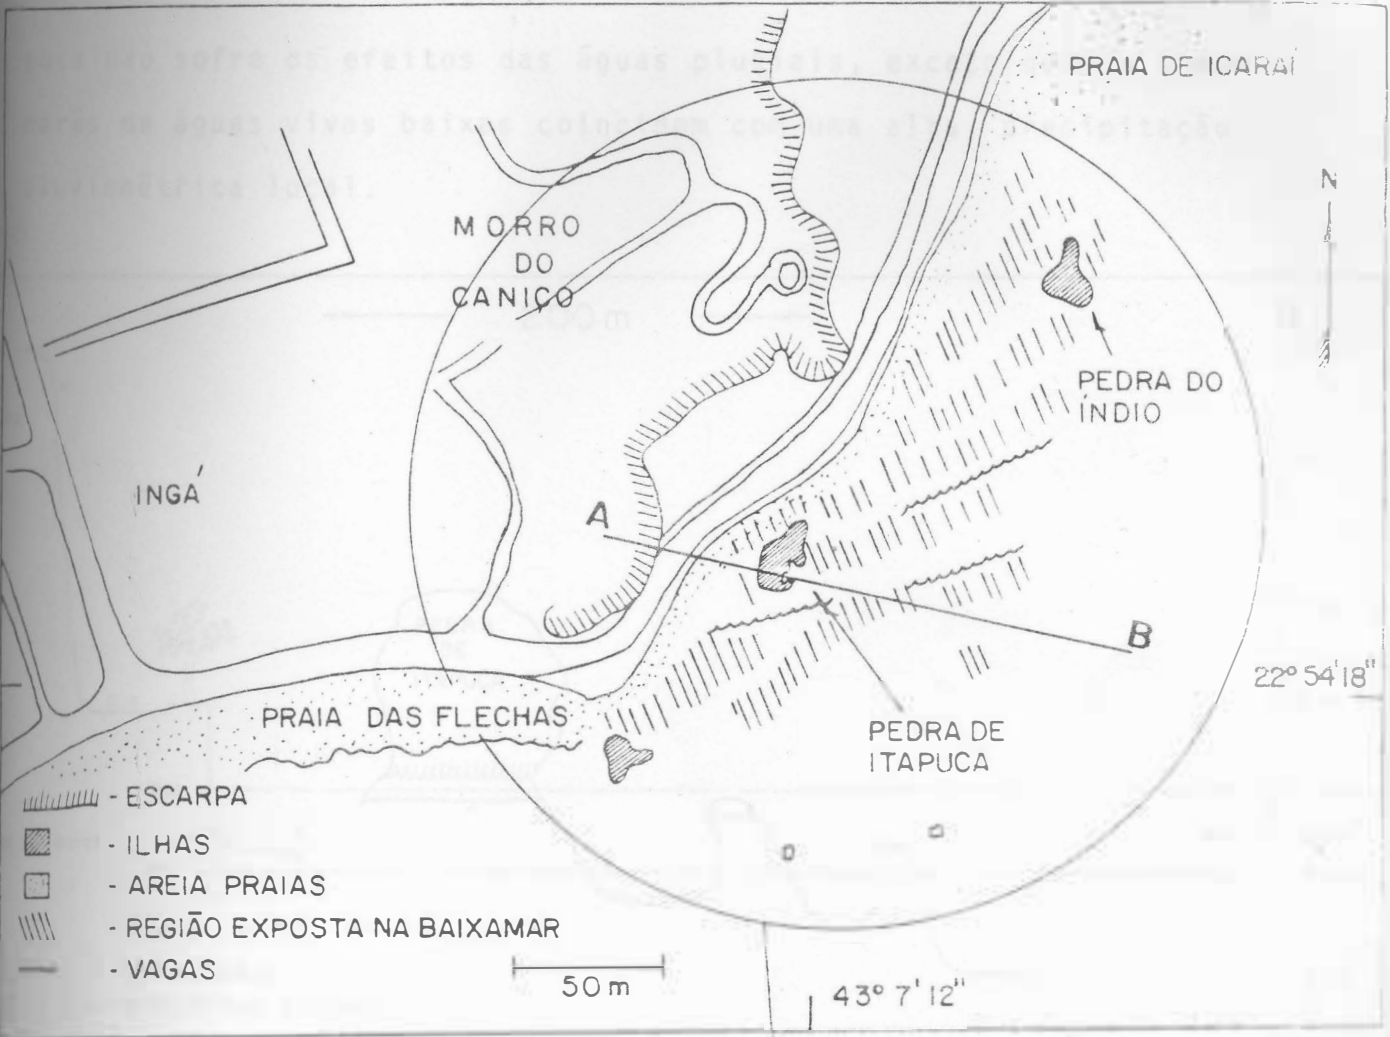 PRAIA DE ICARAÍ
N
MORRO
DO
CANIÇO
PEDRA DO
ÍNDIO
INGÁ
A
B
22° 54' 18"
PRAIA DAS FLECHAS
PEDRA DE
ITAPUCA
- ESCARPA
- ILHAS
- AREIA PRAIAS
- REGIÃO EXPOSTA NA BAIXAMAR
- VAGAS
50 m
43° 7' 12"